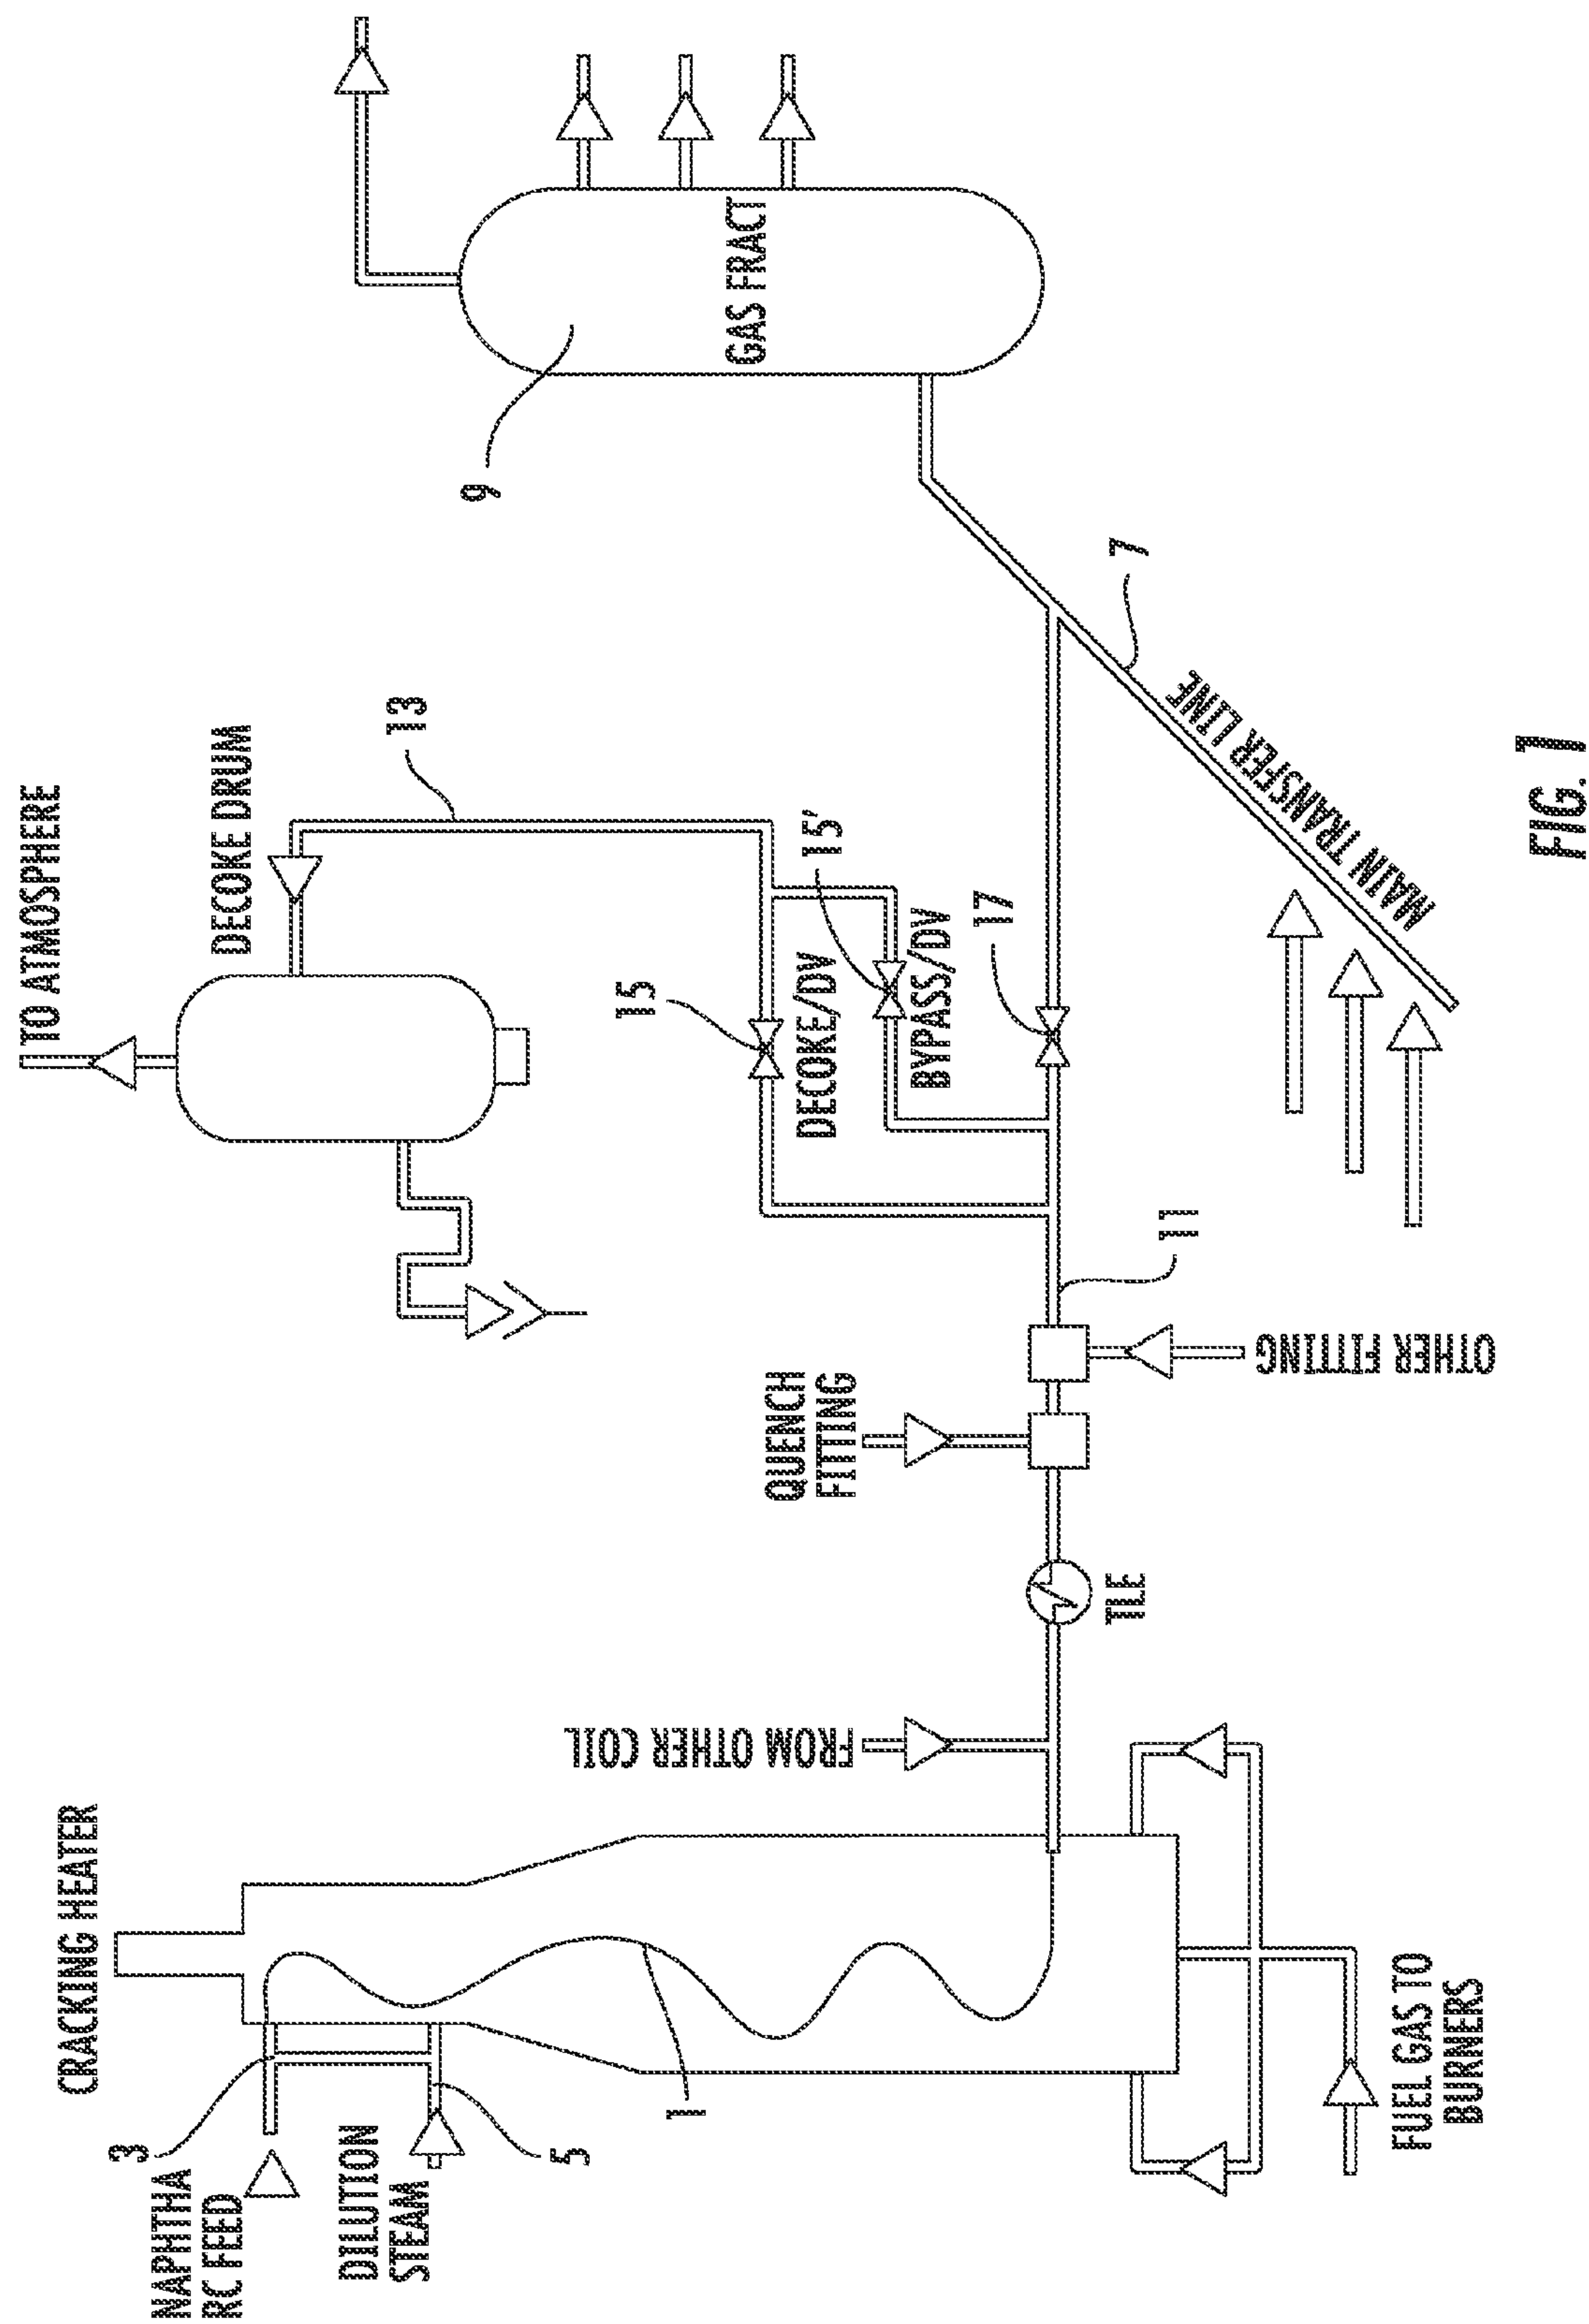 CRACKING HEATER
3
NAPHTHA
RC FEED
DILUTION
STEAM
5
1
FUEL GAS TO
BURNERS
FROM OTHER COIL
TLE
QUENCH
FITTING
OTHER FITTING
11
TO ATMOSPHERE
DECOKE DRUM
13
15
DECOKE/DV
15'
BYPASS/DV
17
MAIN TRANSFER LINE
7
9
GAS FRACT
FIG. 1